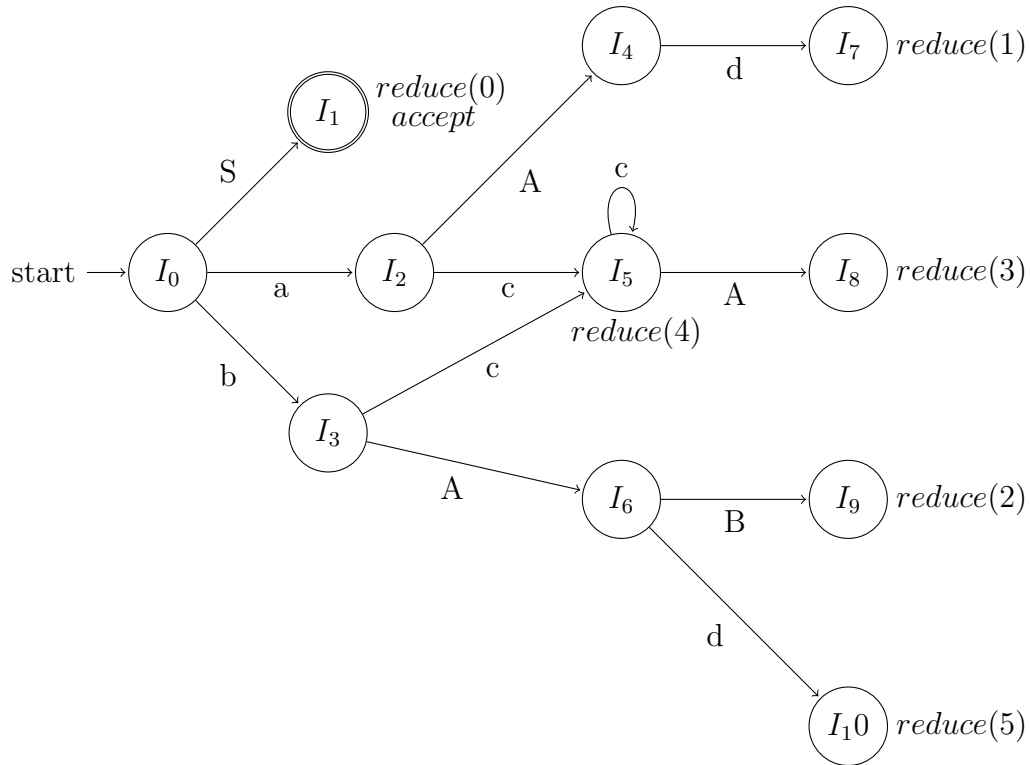 I₄
d
I₇ reduce(1)
I₁
reduce(0)
accept
S
A
c
start
I₀
a
I₂
c
I₅
A
I₈ reduce(3)
reduce(4)
b
c
I₃
A
I₆
B
I₉ reduce(2)
d
I₁0 reduce(5)